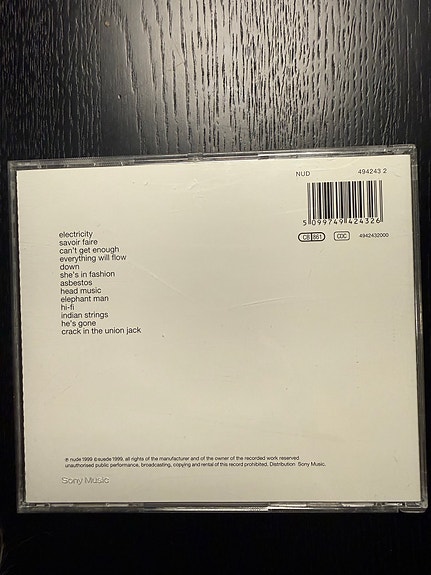 NUD 494243 2
5 099749 424326
CB 861 CDC 4942432000
electricity
savoir faire
can't get enough
everything will flow
down
she's in fashion
asbestos
head music
elephant man
hi-fi
indian strings
he's gone
crack in the union jack
℗ nude 1999 © suede 1999. all rights of the manufacturer and of the owner of the recorded work reserved
unauthorised public performance, broadcasting, copying and rental of this record prohibited. Distribution Sony Music.
Sony Music